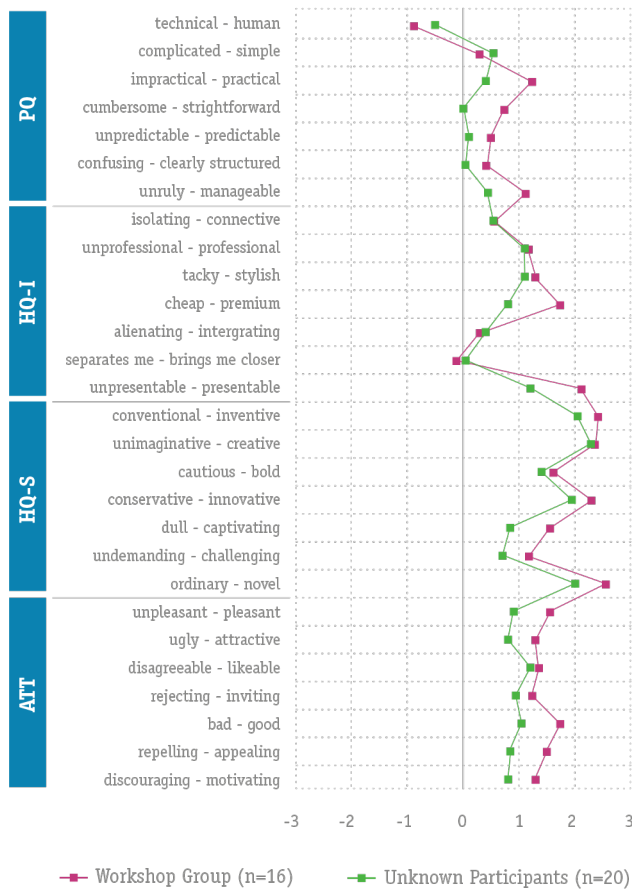 PQ
technical - human
complicated - simple
impractical - practical
cumbersome - strightforward
unpredictable - predictable
confusing - clearly structured
unruly - manageable
HQ-I
isolating - connective
unprofessional - professional
tacky - stylish
cheap - premium
alienating - intergrating
separates me - brings me closer
unpresentable - presentable
HQ-S
conventional - inventive
unimaginative - creative
cautious - bold
conservative - innovative
dull - captivating
undemanding - challenging
ordinary - novel
ATT
unpleasant - pleasant
ugly - attractive
disagreeable - likeable
rejecting - inviting
bad - good
repelling - appealing
discouraging - motivating
-3 -2 -1 0 1 2 3
Workshop Group (n=16) Unknown Participants (n=20)